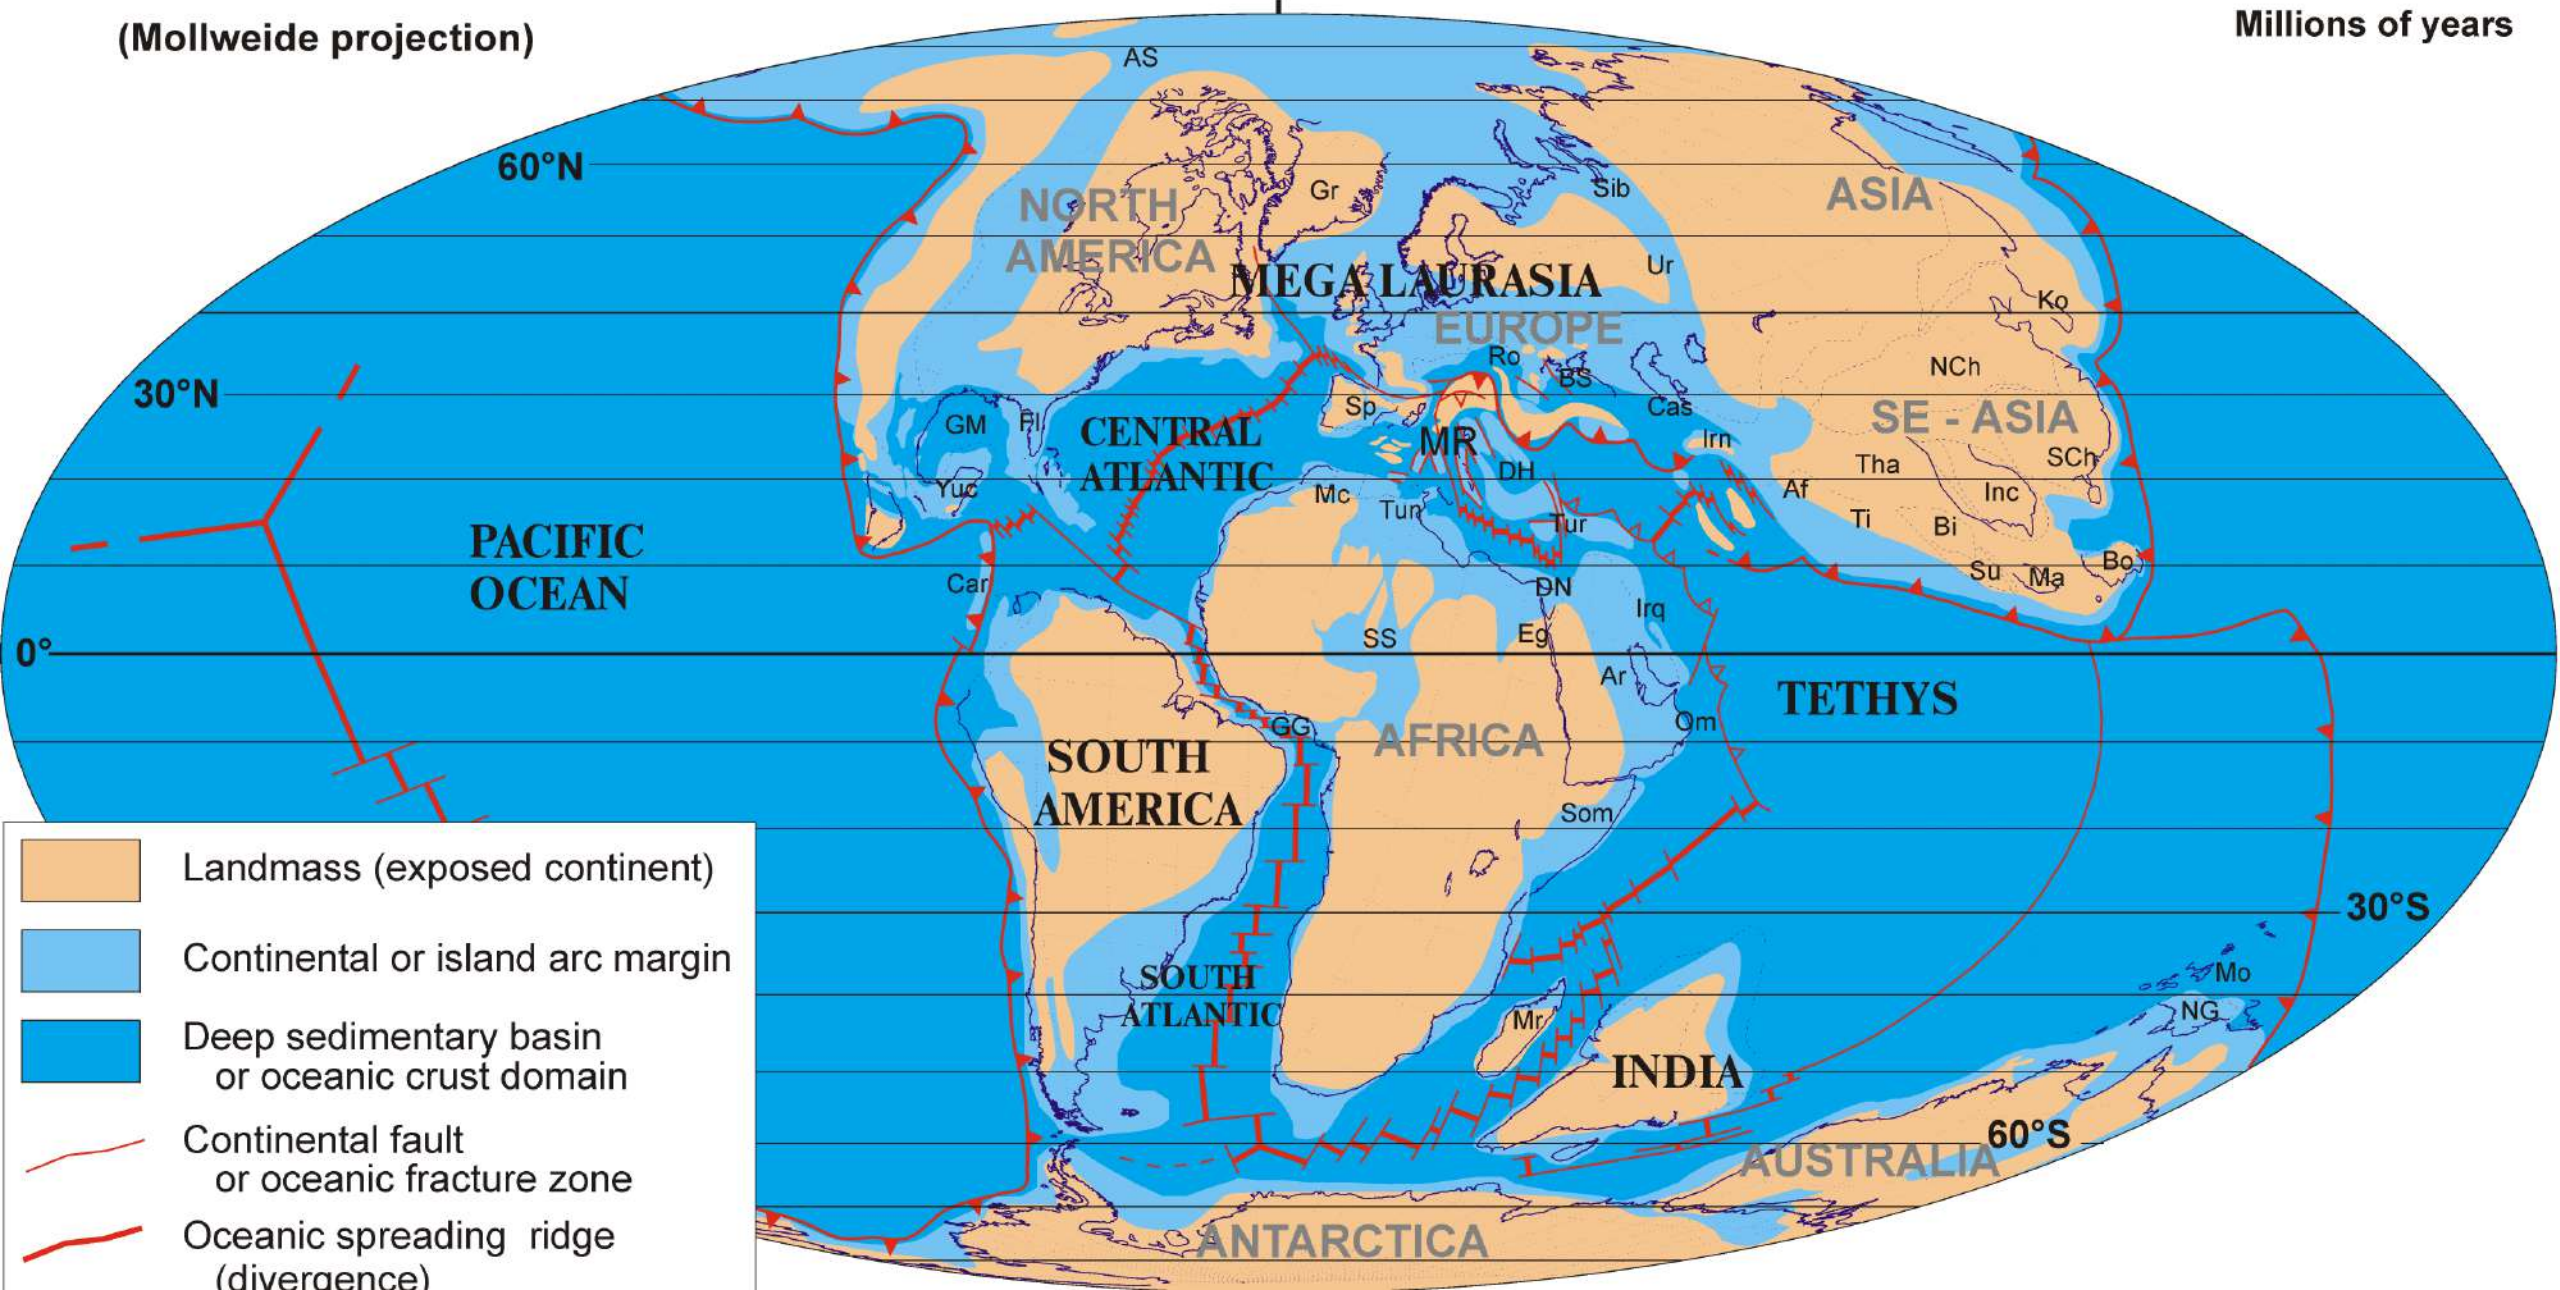 (Mollweide projection)
Millions of years
AS
60°N
NORTH
AMERICA
Gr
Sib
ASIA
MEGA LAURASIA
Ur
EUROPE
Ko
Ro
BS
NCh
30°N
GM
Fl
CENTRAL
ATLANTIC
Sp
MR
DH
Cas
Irn
SE - ASIA
Tha
SCh
Yuc
Mc
Tun
Tur
Af
Inc
Ti
Bi
PACIFIC
OCEAN
Car
DN
Irq
Su
Ma
Bo
0°
SS
Eg
Ar
Om
TETHYS
GG
AFRICA
SOUTH
AMERICA
Som
30°S
SOUTH
ATLANTIC
Mr
INDIA
Mo
NG
60°S
AUSTRALIA
ANTARCTICA
Landmass (exposed continent)
Continental or island arc margin
Deep sedimentary basin
or oceanic crust domain
Continental fault
or oceanic fracture zone
Oceanic spreading ridge
(divergence)